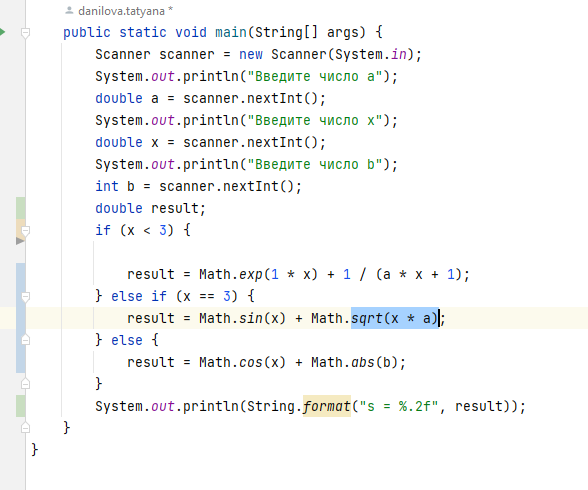 danilova.tatyana *
public static void main(String[] args) {
Scanner scanner = new Scanner(System.in);
System.out.println("Введите число a");
double a = scanner.nextInt();
System.out.println("Введите число x");
double x = scanner.nextInt();
System.out.println("Введите число b");
int b = scanner.nextInt();
double result;
if (x < 3) {
result = Math.exp(1 * x) + 1 / (a * x + 1);
} else if (x == 3) {
result = Math.sin(x) + Math.sqrt(x * a);
} else {
result = Math.cos(x) + Math.abs(b);
}
System.out.println(String.format("s = %.2f", result));
}
}